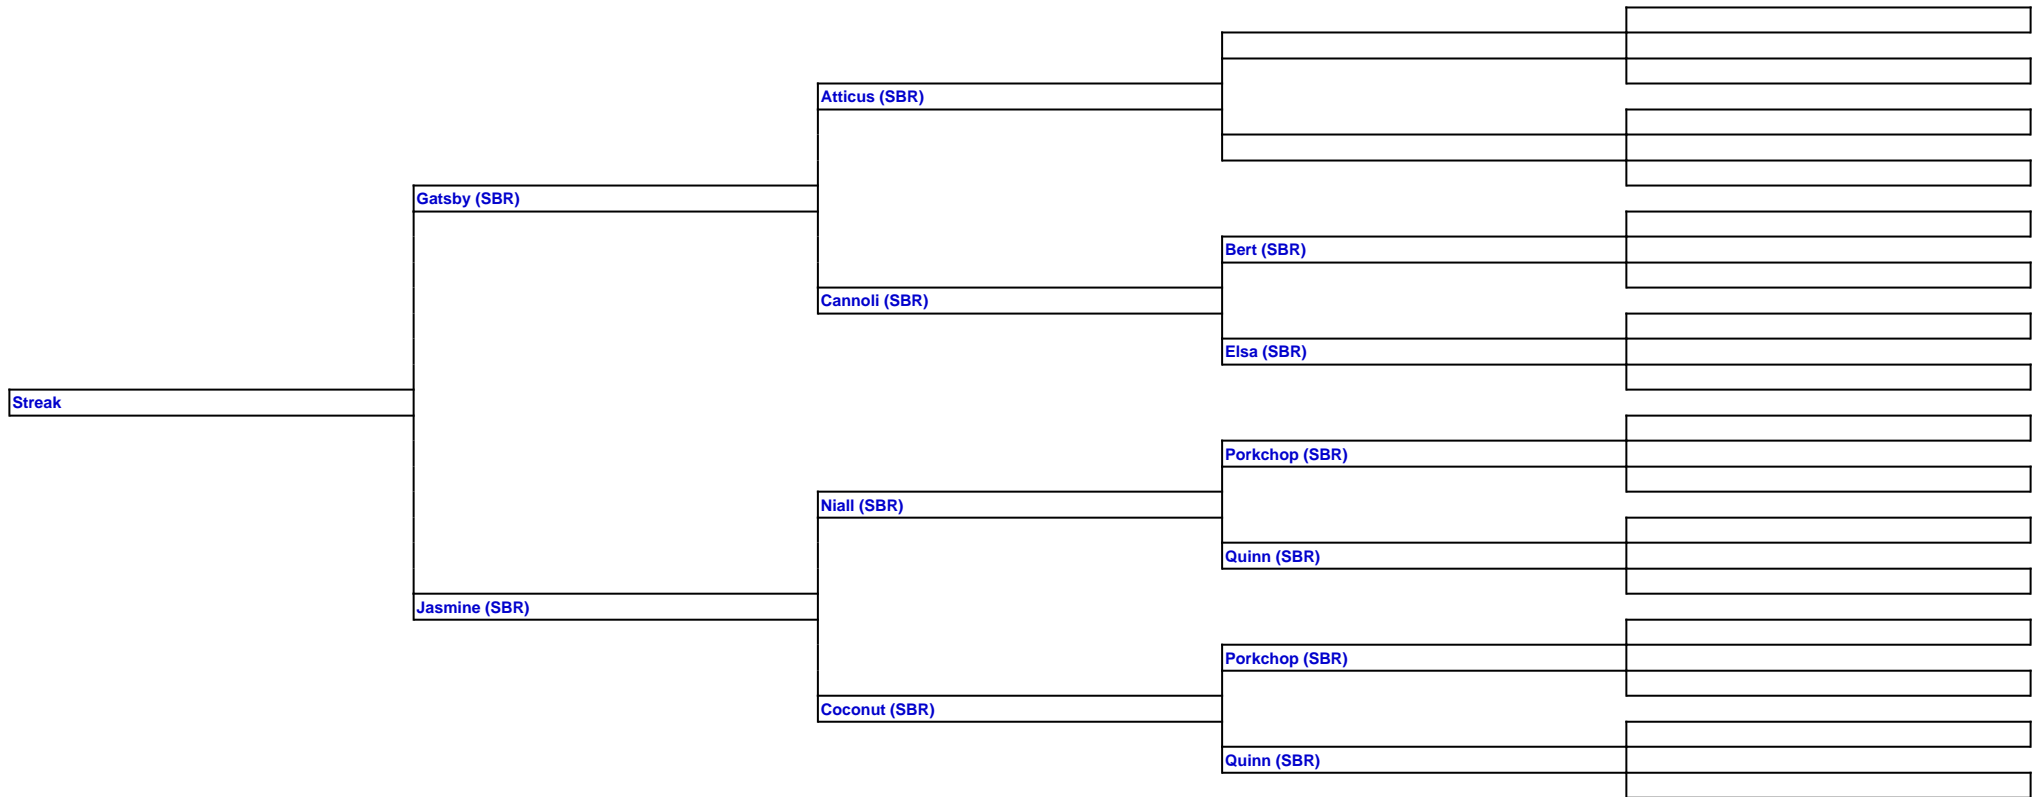 Atticus (SBR)
Gatsby (SBR)
Bert (SBR)
Cannoli (SBR)
Elsa (SBR)
Streak
Porkchop (SBR)
Niall (SBR)
Quinn (SBR)
Jasmine (SBR)
Porkchop (SBR)
Coconut (SBR)
Quinn (SBR)